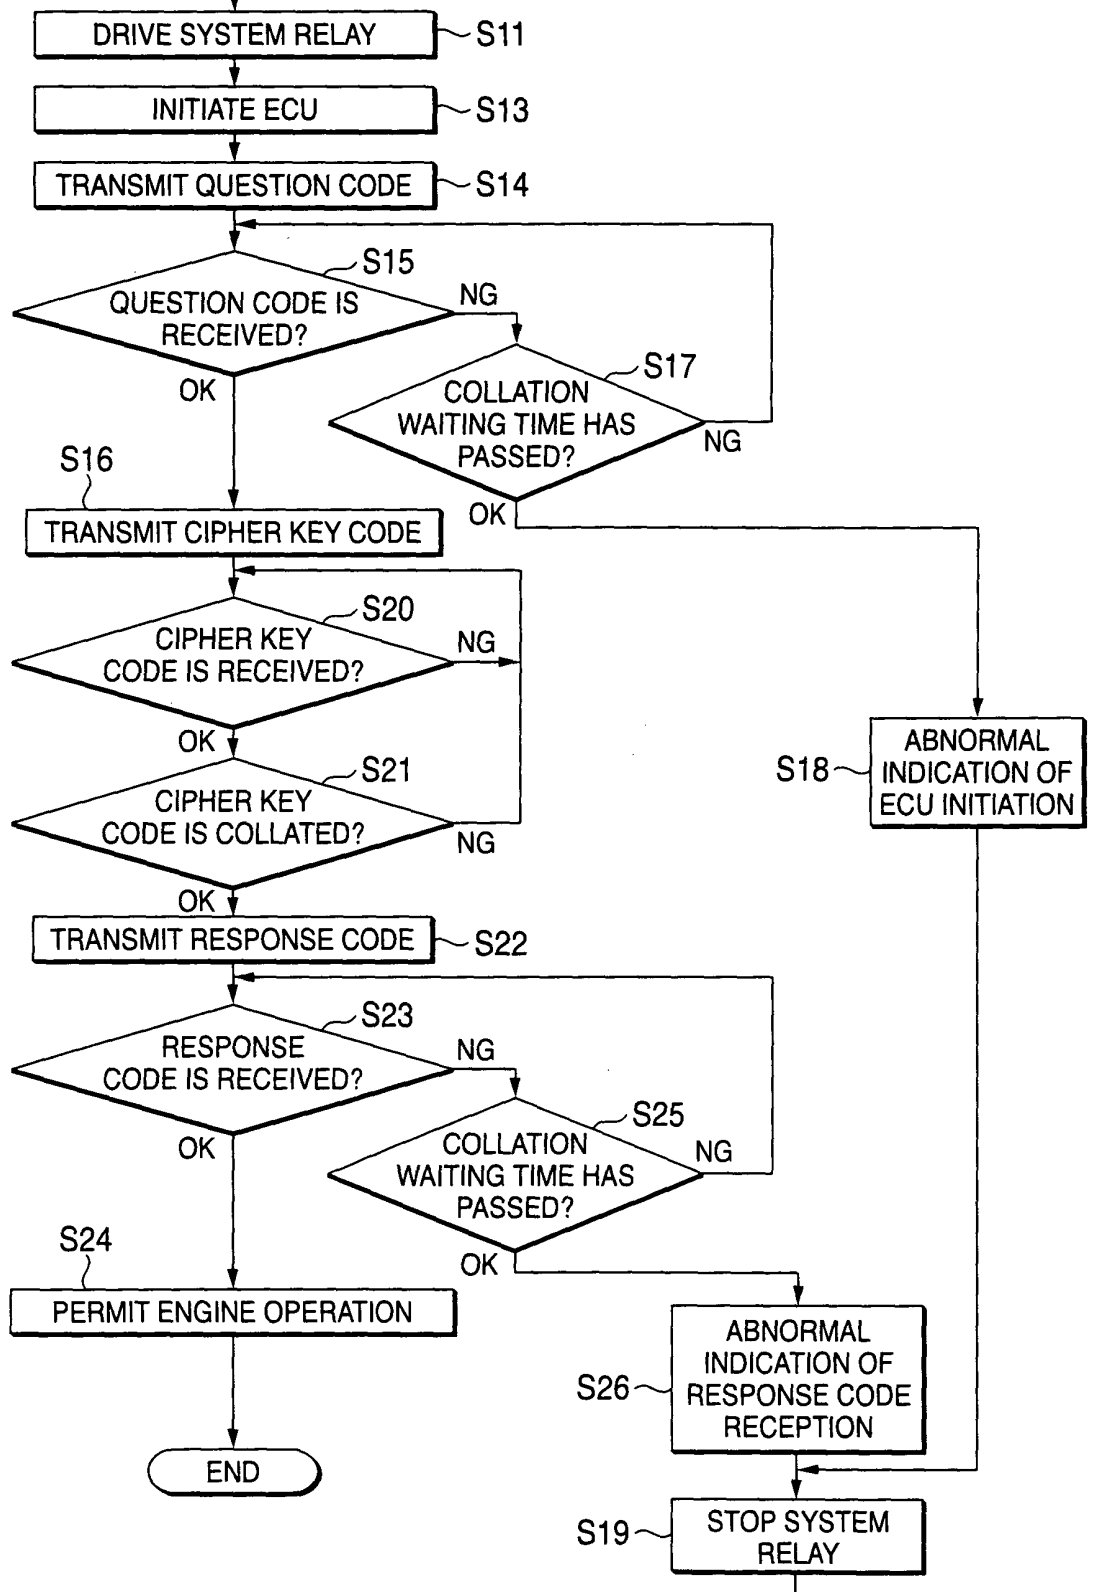 DRIVE SYSTEM RELAY
S11
INITIATE ECU
S13
TRANSMIT QUESTION CODE
S14
S15
QUESTION CODE IS
RECEIVED?
NG
OK
S17
COLLATION
WAITING TIME HAS
PASSED?
NG
OK
S16
TRANSMIT CIPHER KEY CODE
S20
CIPHER KEY
CODE IS RECEIVED?
NG
OK
S21
CIPHER KEY
CODE IS COLLATED?
NG
OK
S18
ABNORMAL
INDICATION OF
ECU INITIATION
TRANSMIT RESPONSE CODE
S22
S23
RESPONSE
CODE IS RECEIVED?
NG
OK
S25
COLLATION
WAITING TIME HAS
PASSED?
NG
OK
S24
PERMIT ENGINE OPERATION
S26
ABNORMAL
INDICATION OF
RESPONSE CODE
RECEPTION
END
S19
STOP SYSTEM
RELAY